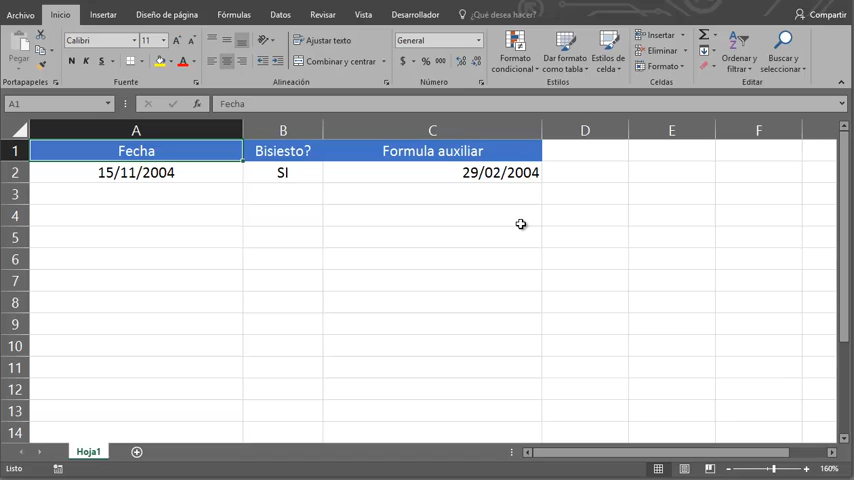 Archivo Inicio Insertar Diseño de página Fórmulas Datos Revisar Vista Desarrollador ¿Qué desea hacer? Compartir
Pegar
Portapapeles
Calibri 11
N K S
Fuente
Ajustar texto
Combinar y centrar
Alineación
General
$ % 000
Número
Formato condicional
Dar formato como tabla
Estilos de celda
Estilos
Insertar
Eliminar
Formato
Celdas
Ordenar y filtrar
Buscar y seleccionar
Editar
A1 fx Fecha
A B C D E F
1 Fecha Bisiesto? Formula auxiliar
2 15/11/2004 SI 29/02/2004
3
4
5
6
7
8
9
10
11
12
13
14
Hoja1
Listo 160%